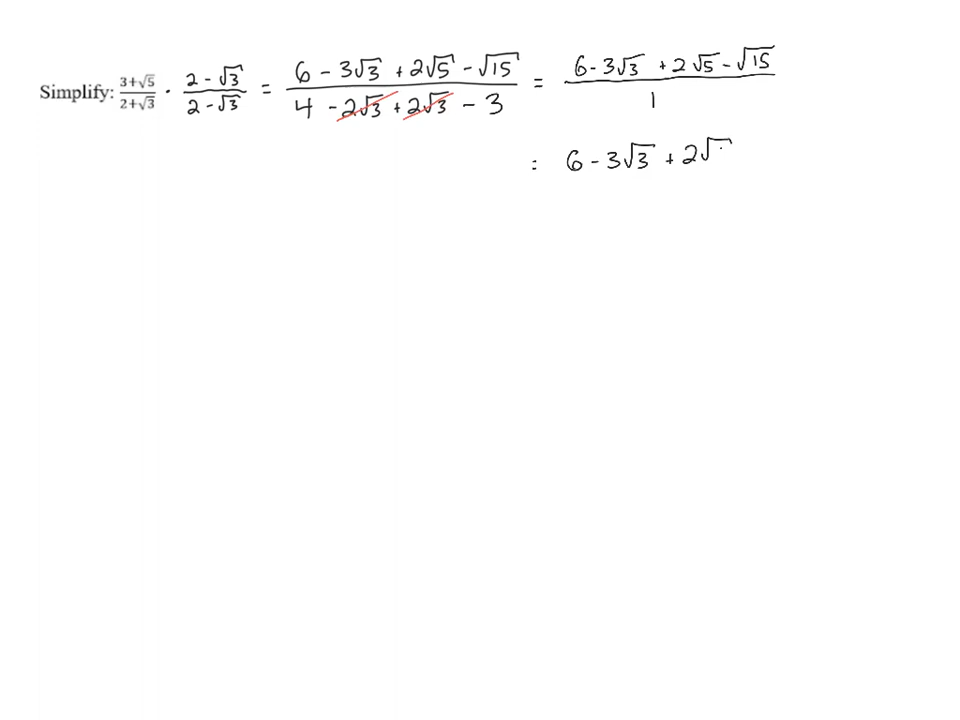 Simplify: (3+√5)/(2+√3) · (2 - √3)/(2 - √3) = (6 - 3√3 + 2√5 - √15)/(4 - 2√3 + 2√3 - 3) = (6 - 3√3 + 2√5 - √15)/1
= 6 - 3√3 + 2√